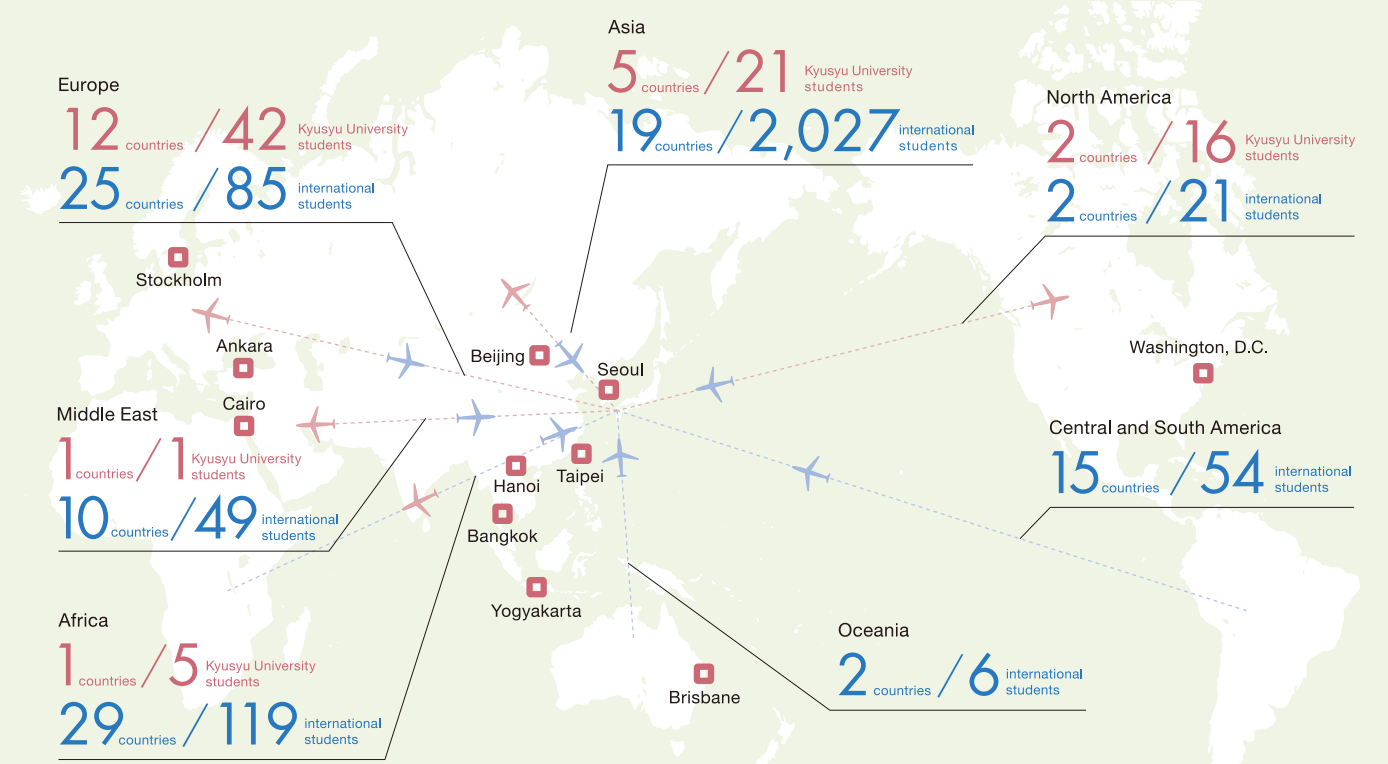 Asia
5 countries / 21 Kyusyu University students
19 countries / 2,027 international students
Europe
12 countries / 42 Kyusyu University students
25 countries / 85 international students
North America
2 countries / 16 Kyusyu University students
2 countries / 21 international students
Stockholm
Ankara
Beijing
Seoul
Washington, D.C.
Cairo
Middle East
1 countries / 1 Kyusyu University students
10 countries / 49 international students
Central and South America
15 countries / 54 international students
Taipei
Hanoi
Bangkok
Yogyakarta
Africa
1 countries / 5 Kyusyu University students
29 countries / 119 international students
Oceania
2 countries / 6 international students
Brisbane